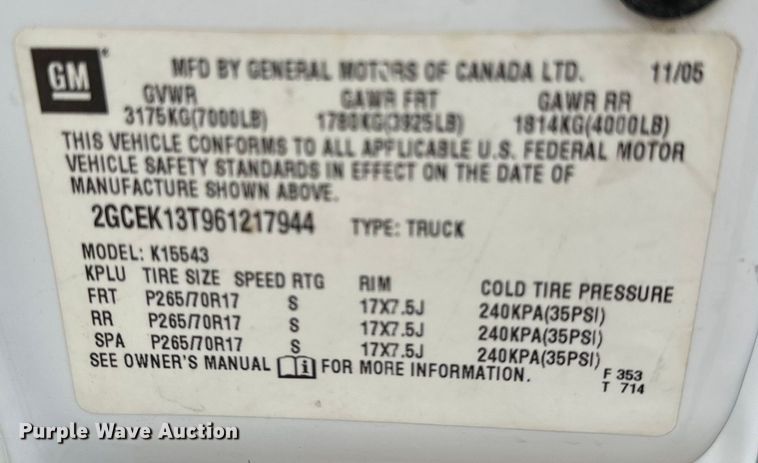 GM
MFD BY GENERAL MOTORS OF CANADA LTD. 11/05
GVWR GAWR FRT GAWR RR
3175KG(7000LB) 1780KG(3925LB) 1814KG(4000LB)
THIS VEHICLE CONFORMS TO ALL APPLICABLE U.S. FEDERAL MOTOR
VEHICLE SAFETY STANDARDS IN EFFECT ON THE DATE OF
MANUFACTURE SHOWN ABOVE.
2GCEK13T961217944 TYPE: TRUCK
MODEL: K15543
KPLU TIRE SIZE SPEED RTG RIM COLD TIRE PRESSURE
FRT P265/70R17 S 17X7.5J 240KPA(35PSI)
RR P265/70R17 S 17X7.5J 240KPA(35PSI)
SPA P265/70R17 S 17X7.5J 240KPA(35PSI)
SEE OWNER'S MANUAL i FOR MORE INFORMATION. F 353
T 714
Purple Wave Auction